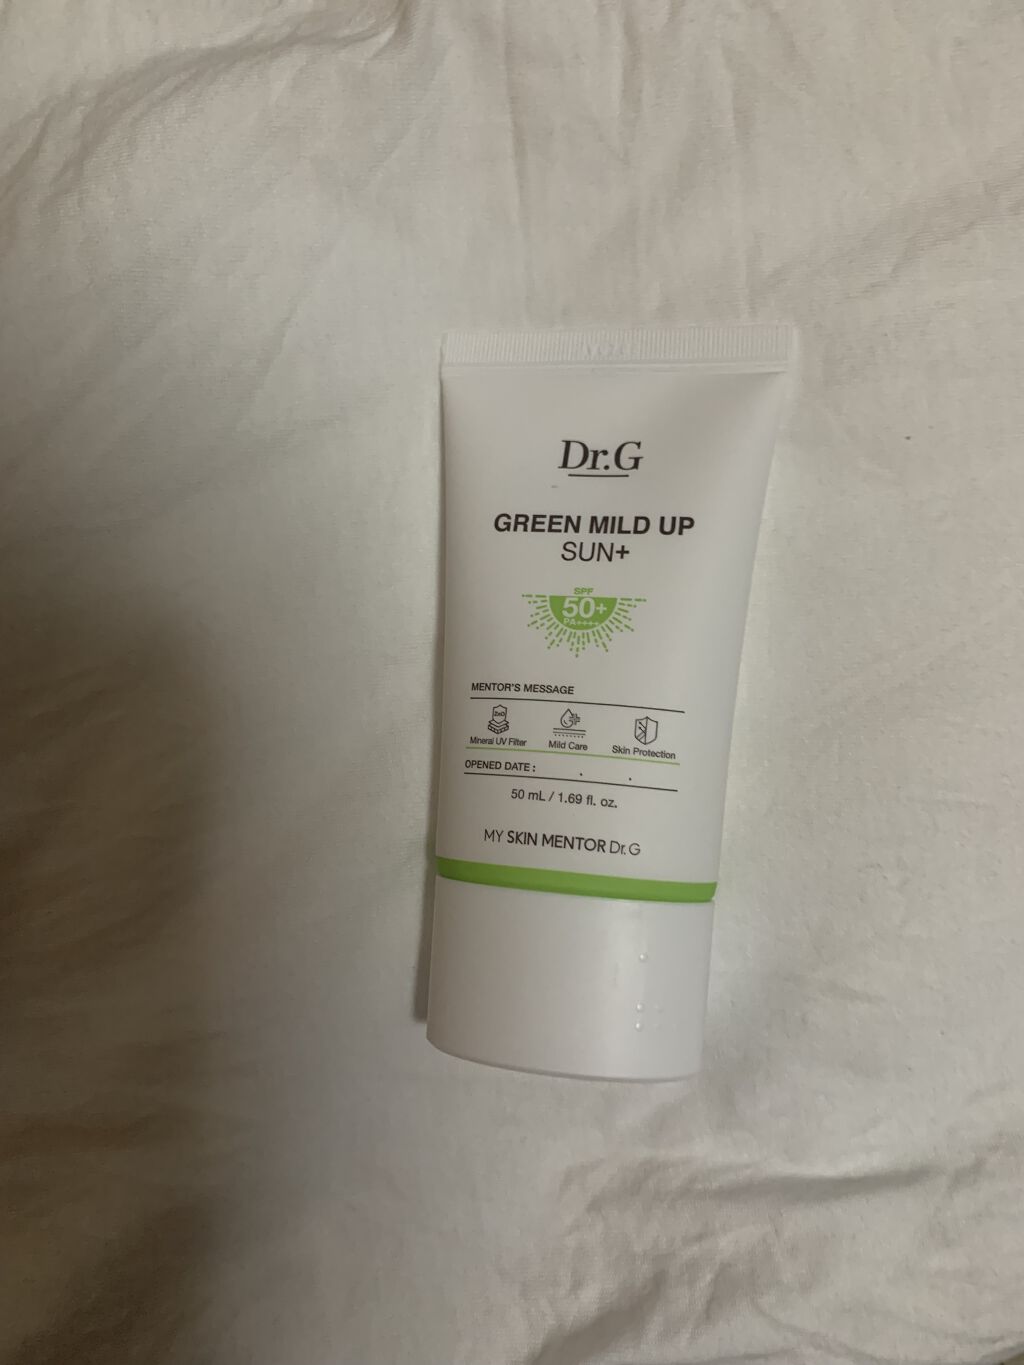 Dr.G
GREEN MILD UP
SUN+
SPF
50+
PA++++
MENTOR'S MESSAGE
ZnO
Mineral UV Filter Mild Care Skin Protection
OPENED DATE : . .
50 mL / 1.69 fl. oz.
MY SKIN MENTOR Dr.G